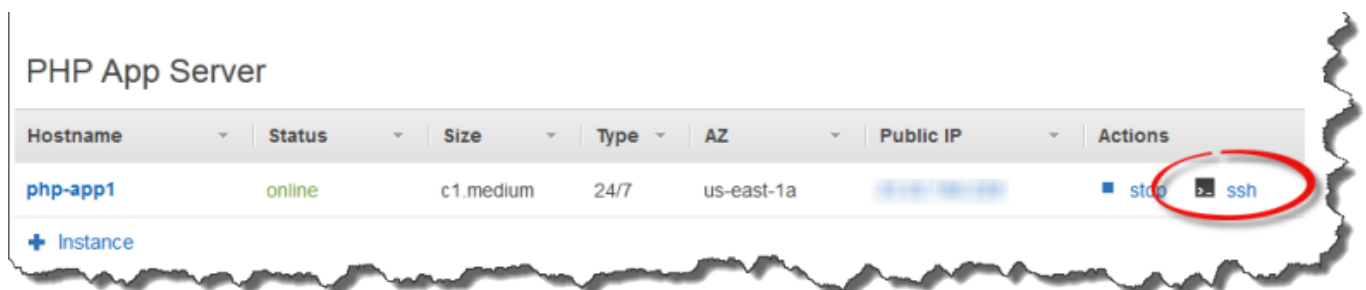 PHP App Server
Hostname Status Size Type AZ Public IP Actions
php-app1 online c1.medium 24/7 us-east-1a stop ssh
Instance